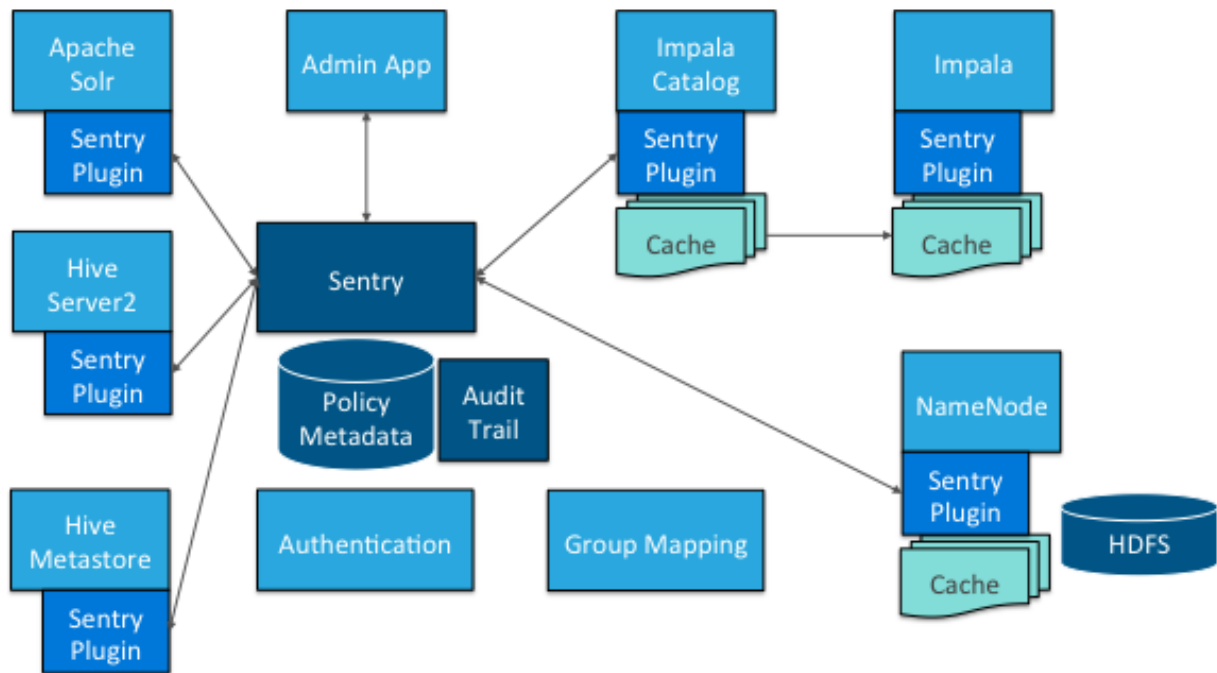 Apache
Solr
Sentry
Plugin
Admin App
Impala
Catalog
Sentry
Plugin
Cache
Impala
Sentry
Plugin
Cache
Hive
Server2
Sentry
Plugin
Sentry
Policy
Metadata
Audit
Trail
NameNode
Sentry
Plugin
Cache
HDFS
Hive
Metastore
Sentry
Plugin
Authentication
Group Mapping